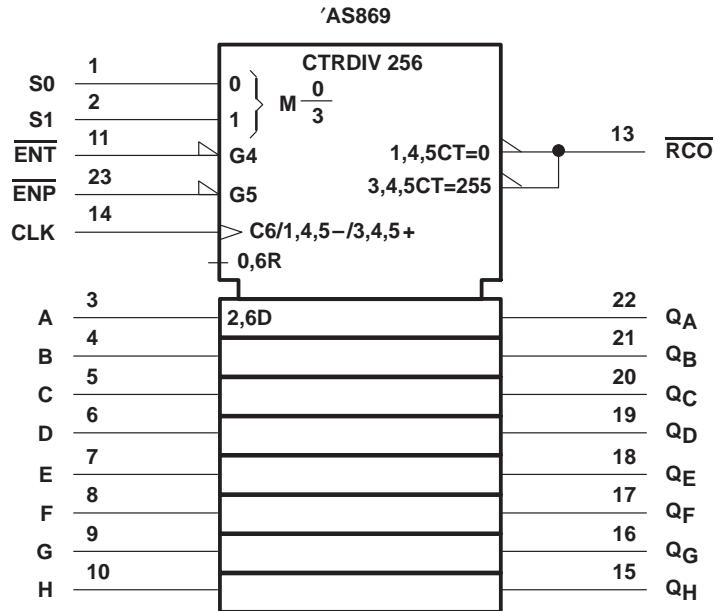 ′AS869
CTRDIV 256
S0 1 0
M 0/3
S1 2 1
E̅N̅T̅ 11 G4
1,4,5CT=0 13 R̅C̅O̅
E̅N̅P̅ 23 G5
3,4,5CT=255
CLK 14 C6/1,4,5−/3,4,5+
0,6R
A 3 2,6D 22 QA
B 4 21 QB
C 5 20 QC
D 6 19 QD
E 7 18 QE
F 8 17 QF
G 9 16 QG
H 10 15 QH